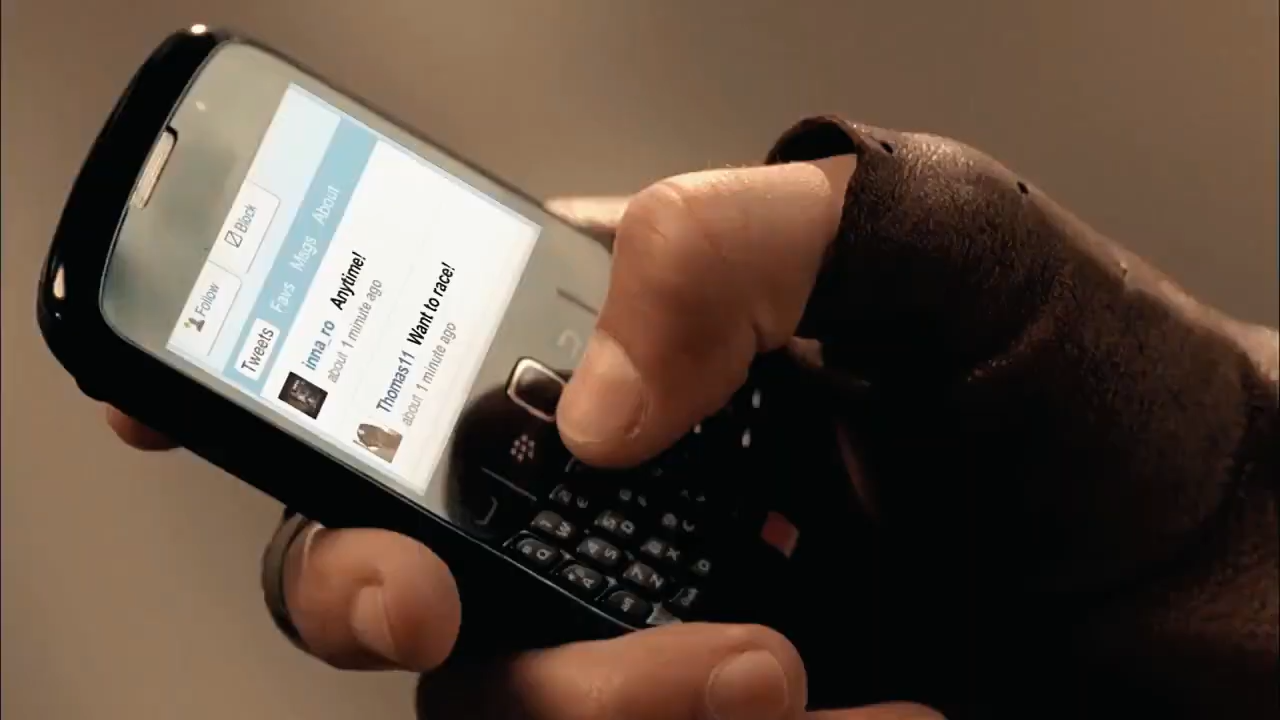 Follow
Block
Tweets Favs Msgs About
inna_ro Anytime!
about 1 minute ago
Thomas11 Want to race!
about 1 minute ago